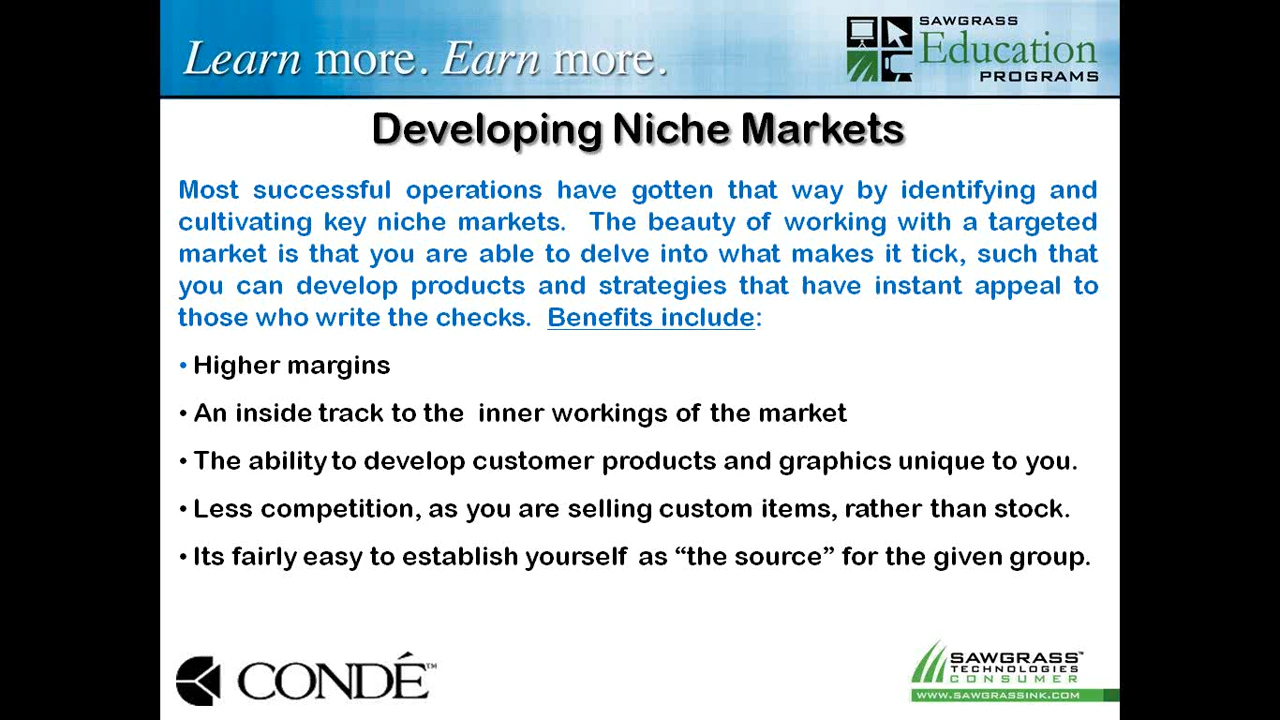 Learn more. Earn more.
SAWGRASS
Education
PROGRAMS
Developing Niche Markets
Most successful operations have gotten that way by identifying and
cultivating key niche markets. The beauty of working with a targeted
market is that you are able to delve into what makes it tick, such that
you can develop products and strategies that have instant appeal to
those who write the checks. Benefits include:
• Higher margins
• An inside track to the inner workings of the market
• The ability to develop customer products and graphics unique to you.
• Less competition, as you are selling custom items, rather than stock.
• Its fairly easy to establish yourself as “the source” for the given group.
CONDÉ™
SAWGRASS™
TECHNOLOGIES
CONSUMER
WWW.SAWGRASSINK.COM